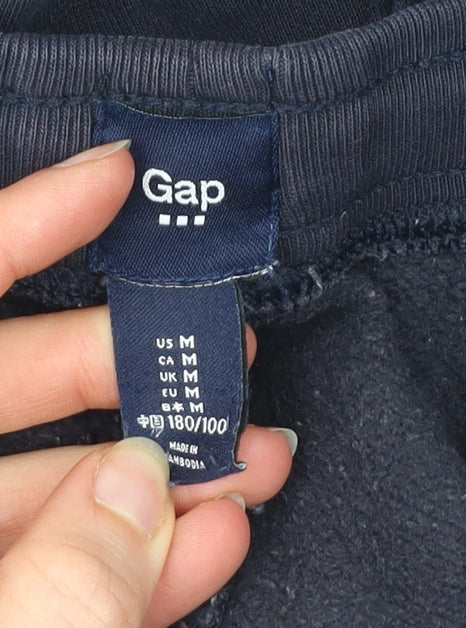 Gap
US M
CA M
UK M
EU M
日本 M
中国 180/100
MADE IN
CAMBODIA